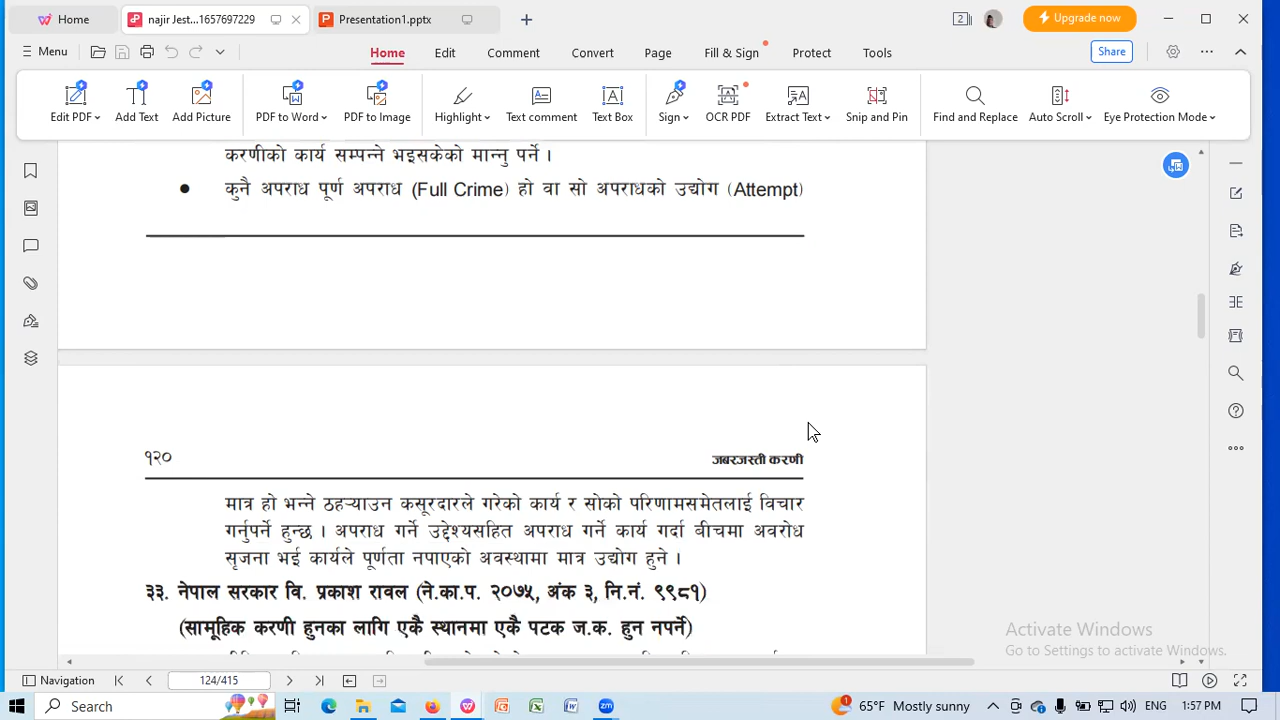 Home
najir Jest...1657697229
Presentation1.pptx
2
Upgrade now
Menu
Home
Edit
Comment
Convert
Page
Fill & Sign
Protect
Tools
Share
Edit PDF
Add Text
Add Picture
PDF to Word
PDF to Image
Highlight
Text comment
Text Box
Sign
OCR PDF
Extract Text
Snip and Pin
Find and Replace
Auto Scroll
Eye Protection Mode
करणीको कार्य सम्पन्ने भइसकेको मान्नु पर्ने ।
● कुनै अपराध पूर्ण अपराध (Full Crime) हो वा सो अपराधको उद्योग (Attempt)
१२०
जबरजस्ती करणी
मात्र हो भन्ने ठहऱ्याउन कसूरदारले गरेको कार्य र सोको परिणामसमेतलाई विचार
गर्नुपर्ने हुन्छ । अपराध गर्ने उद्देश्यसहित अपराध गर्ने कार्य गर्दा बीचमा अवरोध
सृजना भई कार्यले पूर्णता नपाएको अवस्थामा मात्र उद्योग हुने ।
३३. नेपाल सरकार वि. प्रकाश रावल (ने.का.प. २०७५, अंक ३, नि.नं. ९९८१)
(सामूहिक करणी हुनका लागि एकै स्थानमा एकै पटक ज.क. हुन नपर्ने)
Activate Windows
Go to Settings to activate Windows.
Navigation
124/415
Search
1
65°F Mostly sunny
ENG
1:57 PM